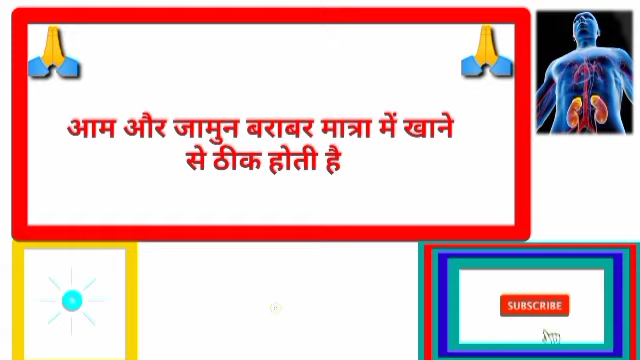 आम और जामुन बराबर मात्रा में खाने
से ठीक होती है
SUBSCRIBE